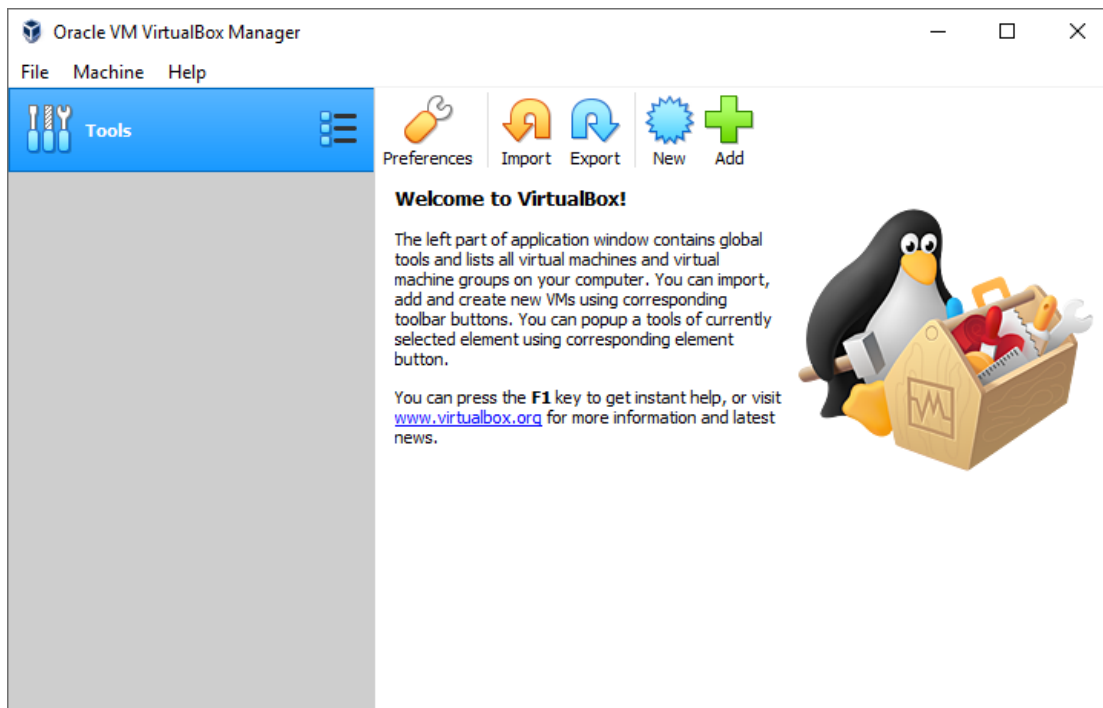 Oracle VM VirtualBox Manager
File Machine Help
Tools
Preferences Import Export New Add
Welcome to VirtualBox!
The left part of application window contains global
tools and lists all virtual machines and virtual
machine groups on your computer. You can import,
add and create new VMs using corresponding
toolbar buttons. You can popup a tools of currently
selected element using corresponding element
button.
You can press the F1 key to get instant help, or visit
www.virtualbox.org for more information and latest
news.
VM